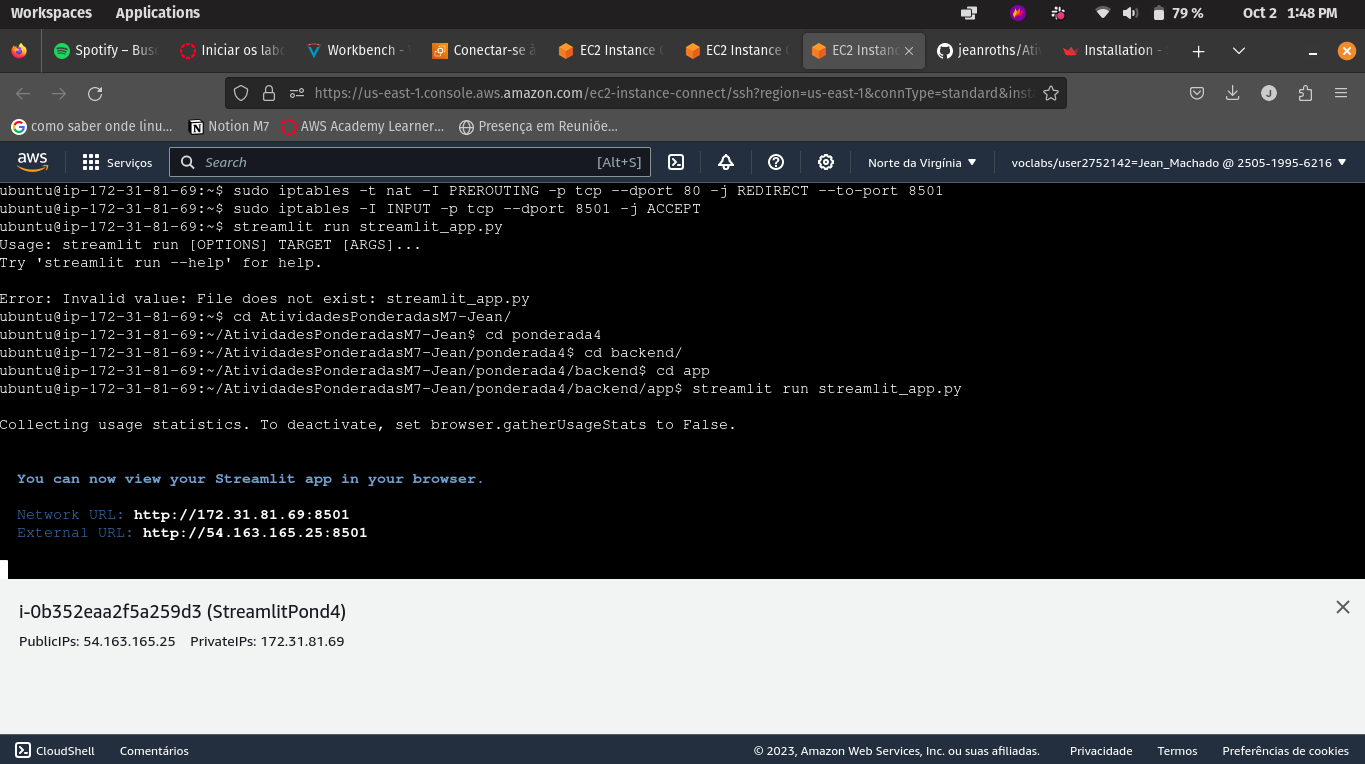 Workspaces Applications 79 % Oct 2 1:48 PM
Spotify – Busc Iniciar os labo Workbench - Conectar-se à EC2 Instance C EC2 Instance C EC2 Instanc jeanroths/Ativ Installation -
https://us-east-1.console.aws.amazon.com/ec2-instance-connect/ssh?region=us-east-1&connType=standard&inst J
como saber onde linu... Notion M7 AWS Academy Learner... Presença em Reuniõe...
aws Serviços Search [Alt+S] Norte da Virgínia voclabs/user2752142=Jean_Machado @ 2505-1995-6216
ubuntu@ip-172-31-81-69:~$ sudo iptables -t nat -I PREROUTING -p tcp --dport 80 -j REDIRECT --to-port 8501
ubuntu@ip-172-31-81-69:~$ sudo iptables -I INPUT -p tcp --dport 8501 -j ACCEPT
ubuntu@ip-172-31-81-69:~$ streamlit run streamlit_app.py
Usage: streamlit run [OPTIONS] TARGET [ARGS]...
Try 'streamlit run --help' for help.
Error: Invalid value: File does not exist: streamlit_app.py
ubuntu@ip-172-31-81-69:~$ cd AtividadesPonderadasM7-Jean/
ubuntu@ip-172-31-81-69:~/AtividadesPonderadasM7-Jean$ cd ponderada4
ubuntu@ip-172-31-81-69:~/AtividadesPonderadasM7-Jean/ponderada4$ cd backend/
ubuntu@ip-172-31-81-69:~/AtividadesPonderadasM7-Jean/ponderada4/backend$ cd app
ubuntu@ip-172-31-81-69:~/AtividadesPonderadasM7-Jean/ponderada4/backend/app$ streamlit run streamlit_app.py
Collecting usage statistics. To deactivate, set browser.gatherUsageStats to False.
You can now view your Streamlit app in your browser.
Network URL: http://172.31.81.69:8501
External URL: http://54.163.165.25:8501
i-0b352eaa2f5a259d3 (StreamlitPond4)
PublicIPs: 54.163.165.25 PrivateIPs: 172.31.81.69
CloudShell Comentários © 2023, Amazon Web Services, Inc. ou suas afiliadas. Privacidade Termos Preferências de cookies